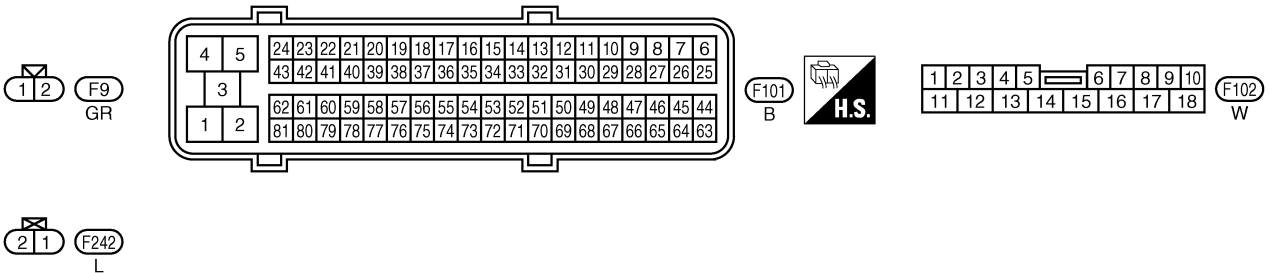 4 5 24 23 22 21 20 19 18 17 16 15 14 13 12 11 10 9 8 7 6
43 42 41 40 39 38 37 36 35 34 33 32 31 30 29 28 27 26 25
3
1 2 62 61 60 59 58 57 56 55 54 53 52 51 50 49 48 47 46 45 44
81 80 79 78 77 76 75 74 73 72 71 70 69 68 67 66 65 64 63
1 2 F9
GR
F101
B
H.S.
1 2 3 4 5 6 7 8 9 10
11 12 13 14 15 16 17 18
F102
W
2 1 F242
L